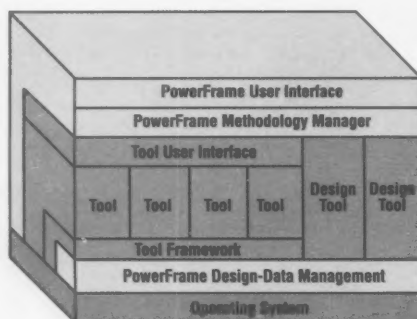 PowerFrame User Interface
PowerFrame Methodology Manager
Tool User Interface
Tool Tool Tool Tool
Design Tool Design Tool
Tool Framework
PowerFrame Design-Data Management
Operating System